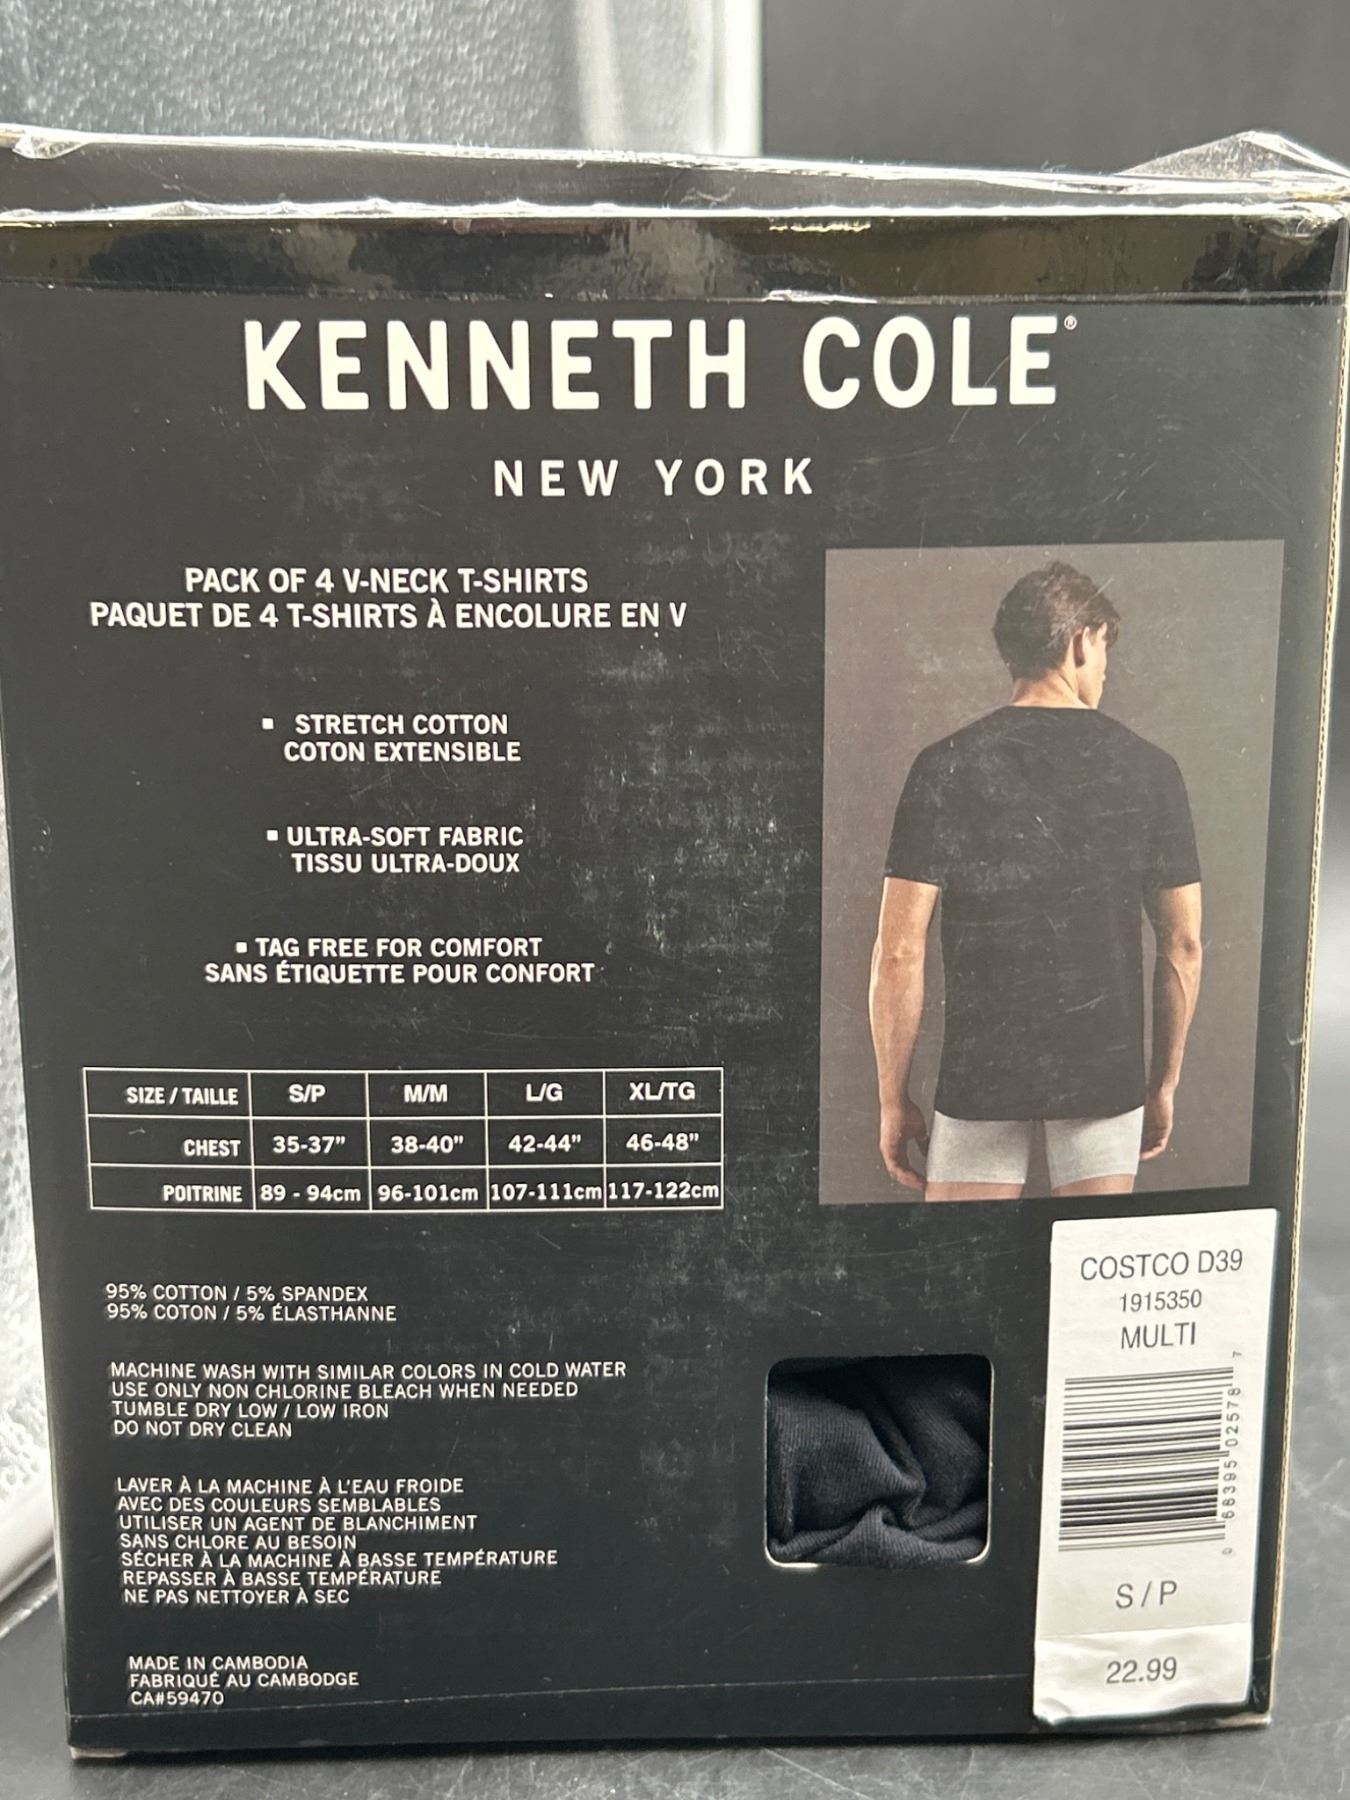 KENNETH COLE®
NEW YORK
PACK OF 4 V-NECK T-SHIRTS
PAQUET DE 4 T-SHIRTS À ENCOLURE EN V
▪ STRETCH COTTON
COTON EXTENSIBLE
▪ ULTRA-SOFT FABRIC
TISSU ULTRA-DOUX
▪ TAG FREE FOR COMFORT
SANS ÉTIQUETTE POUR CONFORT
SIZE / TAILLE S/P M/M L/G XL/TG
CHEST 35-37" 38-40" 42-44" 46-48"
POITRINE 89 - 94cm 96-101cm 107-111cm 117-122cm
95% COTTON / 5% SPANDEX
95% COTON / 5% ÉLASTHANNE
MACHINE WASH WITH SIMILAR COLORS IN COLD WATER
USE ONLY NON CHLORINE BLEACH WHEN NEEDED
TUMBLE DRY LOW / LOW IRON
DO NOT DRY CLEAN
LAVER À LA MACHINE À L'EAU FROIDE
AVEC DES COULEURS SEMBLABLES
UTILISER UN AGENT DE BLANCHIMENT
SANS CHLORE AU BESOIN
SÉCHER À LA MACHINE À BASSE TEMPÉRATURE
REPASSER À BASSE TEMPÉRATURE
NE PAS NETTOYER À SEC
MADE IN CAMBODIA
FABRIQUÉ AU CAMBODGE
CA#59470
COSTCO D39
1915350
MULTI
0 68395 02578 7
S / P
22.99